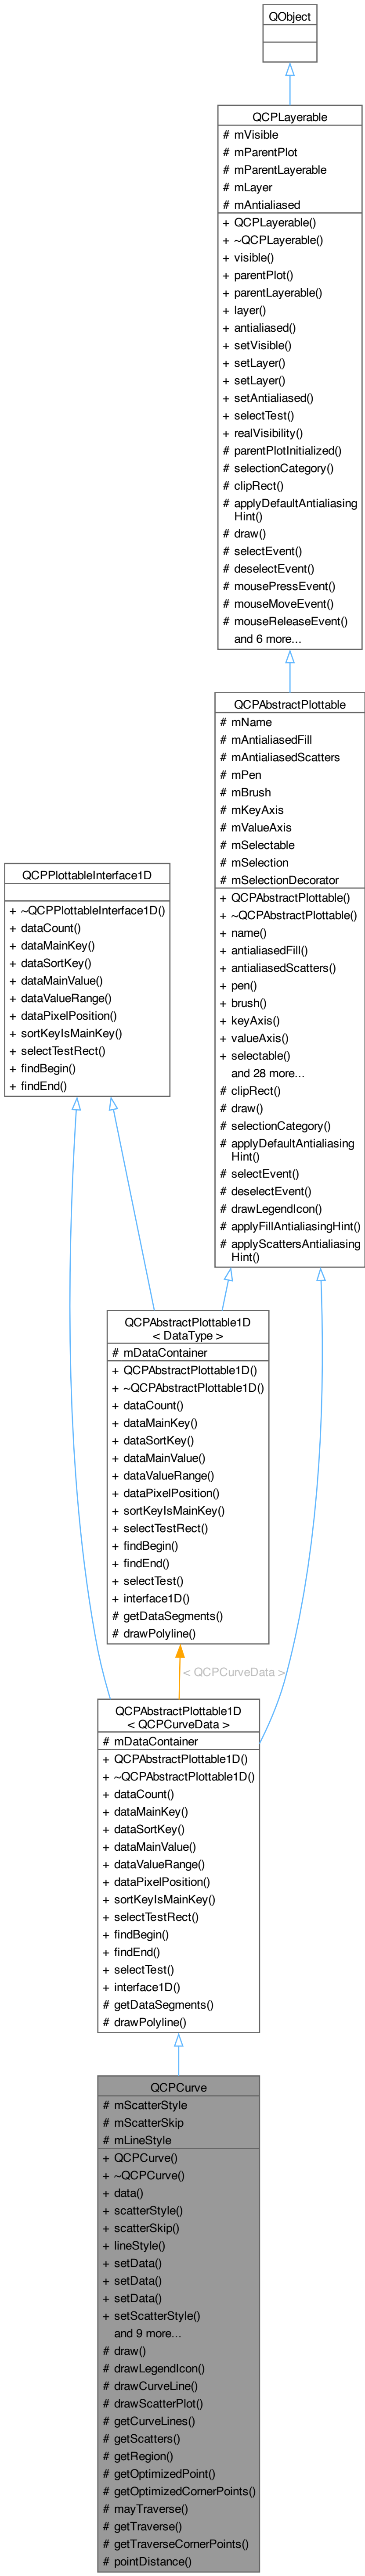 QObject
QCPLayerable
# mVisible
# mParentPlot
# mParentLayerable
# mLayer
# mAntialiased
+ QCPLayerable()
+ ~QCPLayerable()
+ visible()
+ parentPlot()
+ parentLayerable()
+ layer()
+ antialiased()
+ setVisible()
+ setLayer()
+ setLayer()
+ setAntialiased()
+ selectTest()
+ realVisibility()
# parentPlotInitialized()
# selectionCategory()
# clipRect()
# applyDefaultAntialiasing
Hint()
# draw()
# selectEvent()
# deselectEvent()
# mousePressEvent()
# mouseMoveEvent()
# mouseReleaseEvent()
and 6 more...
QCPAbstractPlottable
# mName
# mAntialiasedFill
# mAntialiasedScatters
# mPen
# mBrush
# mKeyAxis
# mValueAxis
# mSelectable
# mSelection
# mSelectionDecorator
+ QCPAbstractPlottable()
+ ~QCPAbstractPlottable()
+ name()
+ antialiasedFill()
+ antialiasedScatters()
+ pen()
+ brush()
+ keyAxis()
+ valueAxis()
+ selectable()
and 28 more...
# clipRect()
# draw()
# selectionCategory()
# applyDefaultAntialiasing
Hint()
# selectEvent()
# deselectEvent()
# drawLegendIcon()
# applyFillAntialiasingHint()
# applyScattersAntialiasing
Hint()
QCPPlottableInterface1D
+ ~QCPPlottableInterface1D()
+ dataCount()
+ dataMainKey()
+ dataSortKey()
+ dataMainValue()
+ dataValueRange()
+ dataPixelPosition()
+ sortKeyIsMainKey()
+ selectTestRect()
+ findBegin()
+ findEnd()
QCPAbstractPlottable1D
< DataType >
# mDataContainer
+ QCPAbstractPlottable1D()
+ ~QCPAbstractPlottable1D()
+ dataCount()
+ dataMainKey()
+ dataSortKey()
+ dataMainValue()
+ dataValueRange()
+ dataPixelPosition()
+ sortKeyIsMainKey()
+ selectTestRect()
+ findBegin()
+ findEnd()
+ selectTest()
+ interface1D()
# getDataSegments()
# drawPolyline()
< QCPCurveData >
QCPAbstractPlottable1D
< QCPCurveData >
# mDataContainer
+ QCPAbstractPlottable1D()
+ ~QCPAbstractPlottable1D()
+ dataCount()
+ dataMainKey()
+ dataSortKey()
+ dataMainValue()
+ dataValueRange()
+ dataPixelPosition()
+ sortKeyIsMainKey()
+ selectTestRect()
+ findBegin()
+ findEnd()
+ selectTest()
+ interface1D()
# getDataSegments()
# drawPolyline()
QCPCurve
# mScatterStyle
# mScatterSkip
# mLineStyle
+ QCPCurve()
+ ~QCPCurve()
+ data()
+ scatterStyle()
+ scatterSkip()
+ lineStyle()
+ setData()
+ setData()
+ setData()
+ setScatterStyle()
and 9 more...
# draw()
# drawLegendIcon()
# drawCurveLine()
# drawScatterPlot()
# getCurveLines()
# getScatters()
# getRegion()
# getOptimizedPoint()
# getOptimizedCornerPoints()
# mayTraverse()
# getTraverse()
# getTraverseCornerPoints()
# pointDistance()